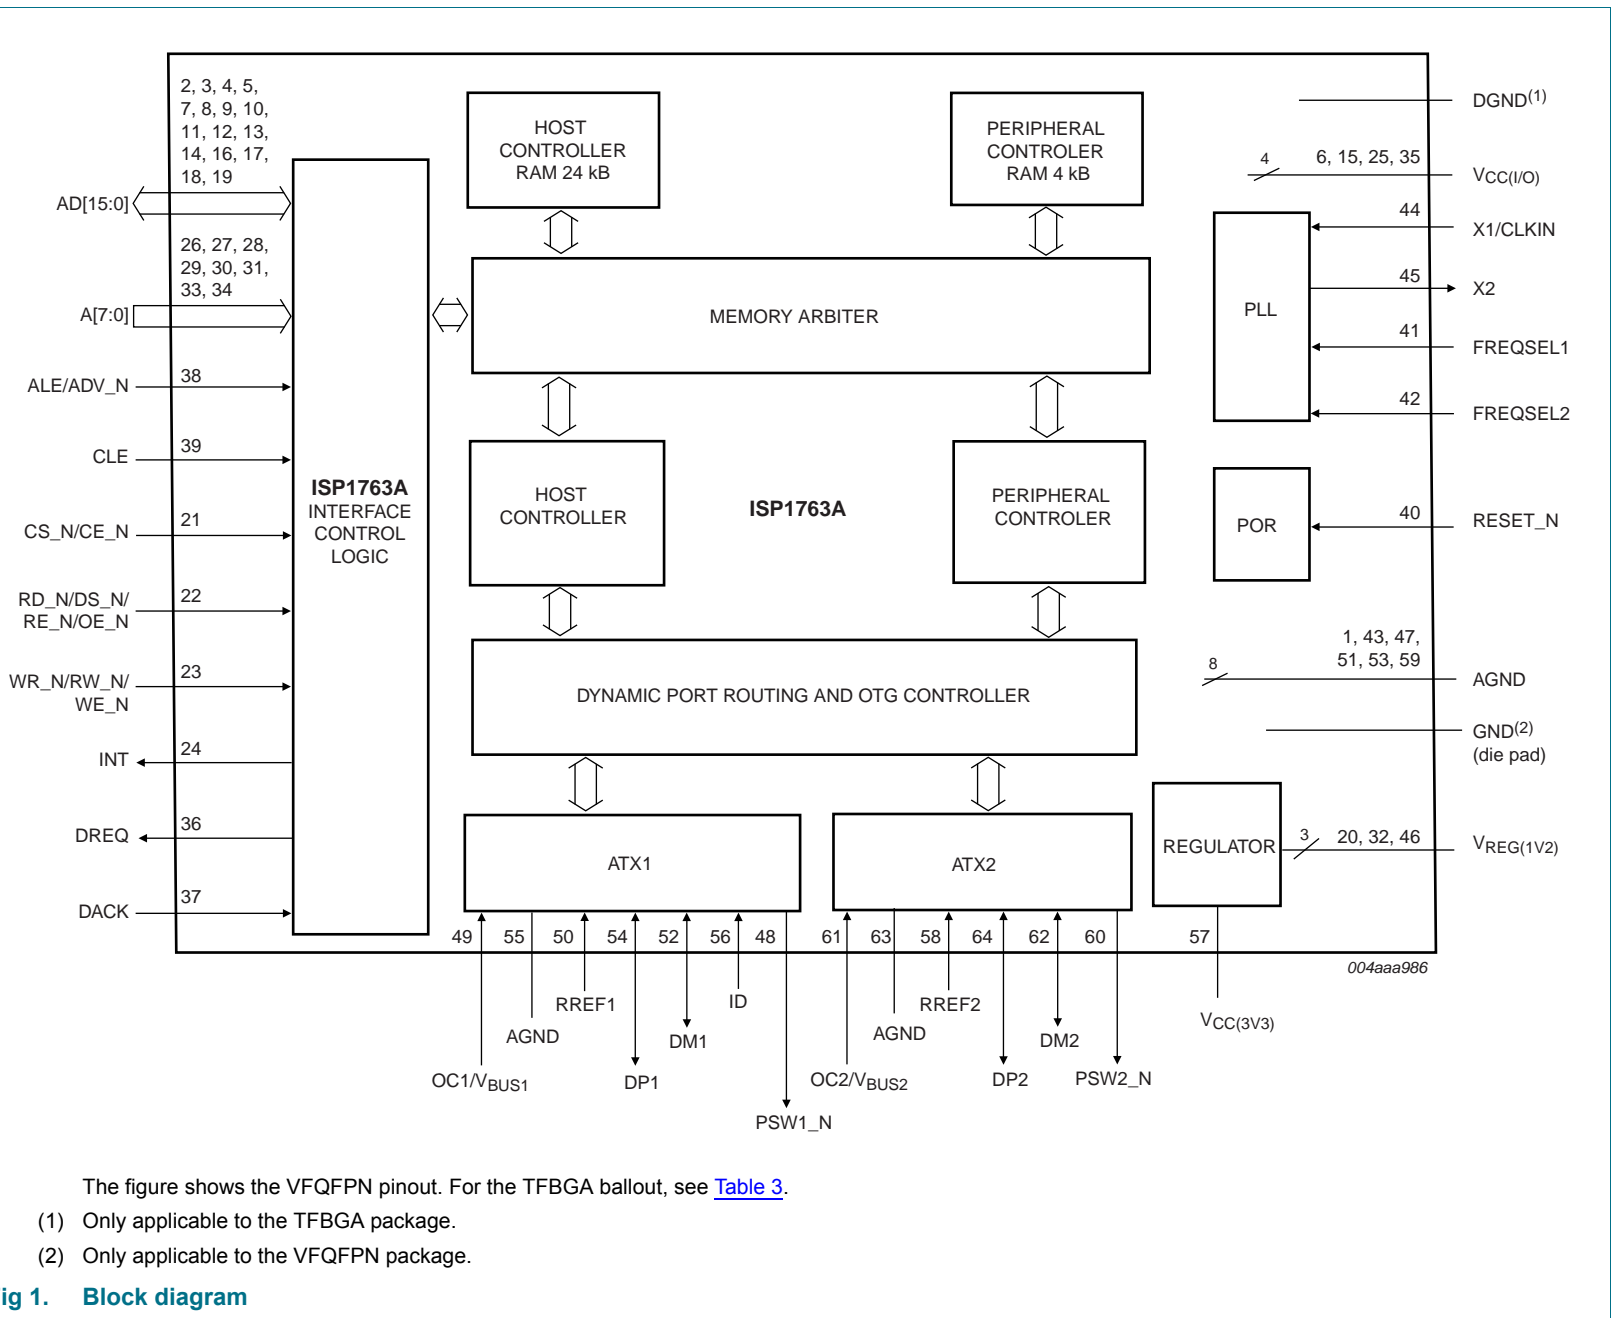 2, 3, 4, 5,
7, 8, 9, 10,
11, 12, 13,
14, 16, 17,
18, 19
AD[15:0]
26, 27, 28,
29, 30, 31,
33, 34
A[7:0]
ALE/ADV_N
38
CLE
39
CS_N/CE_N
21
RD_N/DS_N/
RE_N/OE_N
22
WR_N/RW_N/
WE_N
23
INT
24
DREQ
36
DACK
37
ISP1763A
INTERFACE
CONTROL
LOGIC
HOST
CONTROLLER
RAM 24 kB
PERIPHERAL
CONTROLER
RAM 4 kB
MEMORY ARBITER
HOST
CONTROLLER
ISP1763A
PERIPHERAL
CONTROLER
DYNAMIC PORT ROUTING AND OTG CONTROLLER
ATX1
ATX2
DGND(1)
4
6, 15, 25, 35
VCC(I/O)
PLL
44
X1/CLKIN
45
X2
41
FREQSEL1
42
FREQSEL2
POR
40
RESET_N
8
1, 43, 47,
51, 53, 59
AGND
GND(2)
(die pad)
REGULATOR
3
20, 32, 46
VREG(1V2)
49
55
50
54
52
56
48
61
63
58
64
62
60
57
004aaa986
OC1/VBUS1
AGND
RREF1
DP1
DM1
ID
PSW1_N
OC2/VBUS2
AGND
RREF2
DP2
DM2
PSW2_N
VCC(3V3)
The figure shows the VFQFPN pinout. For the TFBGA ballout, see Table 3.
(1) Only applicable to the TFBGA package.
(2) Only applicable to the VFQFPN package.
ig 1. Block diagram